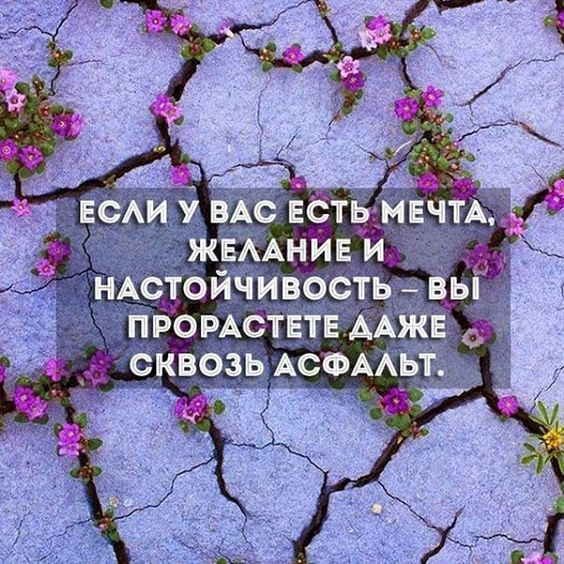 ЕСЛИ У ВАС ЕСТЬ МЕЧТА,
ЖЕЛАНИЕ И
НАСТОЙЧИВОСТЬ – ВЫ
ПРОРАСТЕТЕ ДАЖЕ
СКВОЗЬ АСФАЛЬТ.